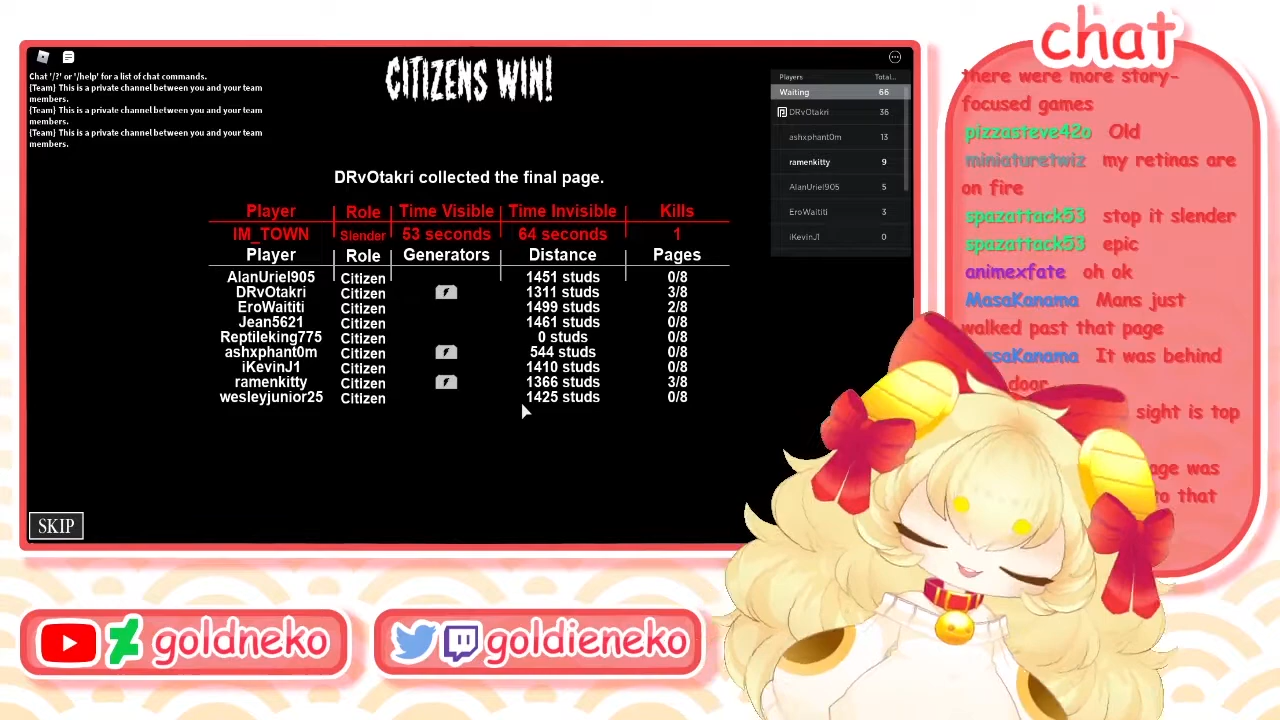 chat
Chat '/?' or '/help' for a list of chat commands.
{Team} This is a private channel between you and your team
members.
{Team} This is a private channel between you and your team
members.
{Team} This is a private channel between you and your team
members.
CITIZENS WIN!
DRvOtakri collected the final page.
Player Role Time Visible Time Invisible Kills
IM_TOWN Slender 53 seconds 64 seconds 1
Player Role Generators Distance Pages
AlanUriel905 Citizen 1451 studs 0/8
DRvOtakri Citizen 1311 studs 3/8
EroWaititi Citizen 1499 studs 2/8
Jean5621 Citizen 1461 studs 0/8
Reptileking775 Citizen 0 studs 0/8
ashxphant0m Citizen 544 studs 0/8
iKevinJ1 Citizen 1410 studs 0/8
ramenkitty Citizen 1366 studs 3/8
wesleyjunior25 Citizen 1425 studs 0/8
SKIP
Players Total...
Waiting 66
DRvOtakri 36
ashxphant0m 13
ramenkitty 9
AlanUriel905 5
EroWaititi 3
iKevinJ1 0
there were more story-
focused games
pizzasteve42o Old
miniaturetwiz my retinas are
on fire
spazattack53 stop it slender
spazattack53 epic
animexfate oh ok
MasaKanama Mans just
walked past that page
It was behind
door
sight is top
was
that
goldneko
goldieneko